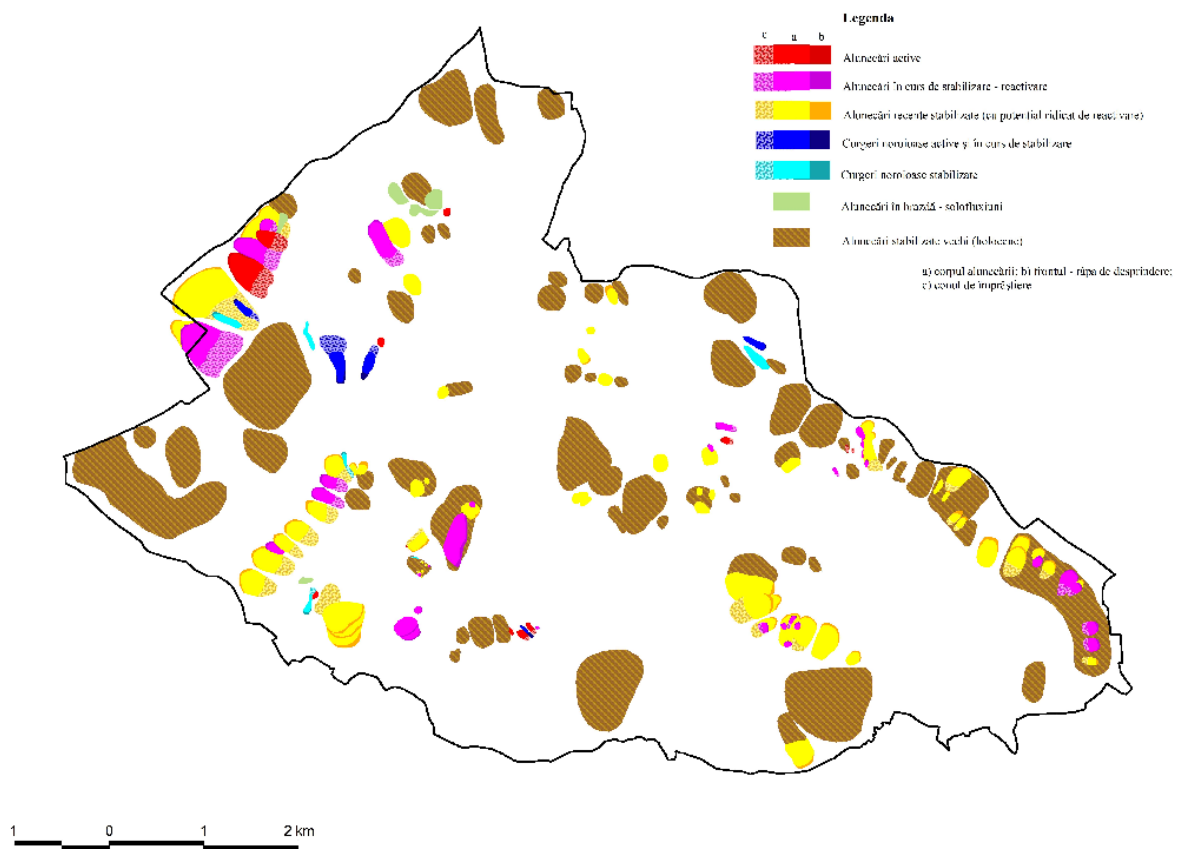 Legenda
c a b
Alunecări active
Alunecări în curs de stabilizare - reactivare
Alunecări recente stabilizate (cu potential ridicat de reactivare)
Curgeri noroioase active și în curs de stabilizare
Curgeri noroioase stabilizate
Alunecări în brazdă - solofluxiuni
Alunecări stabilizate vechi (holocene)
a) corpul alunecării; b) frontul - râpa de desprindere;
c) conul de împrăștiere
1 0 1 2 km